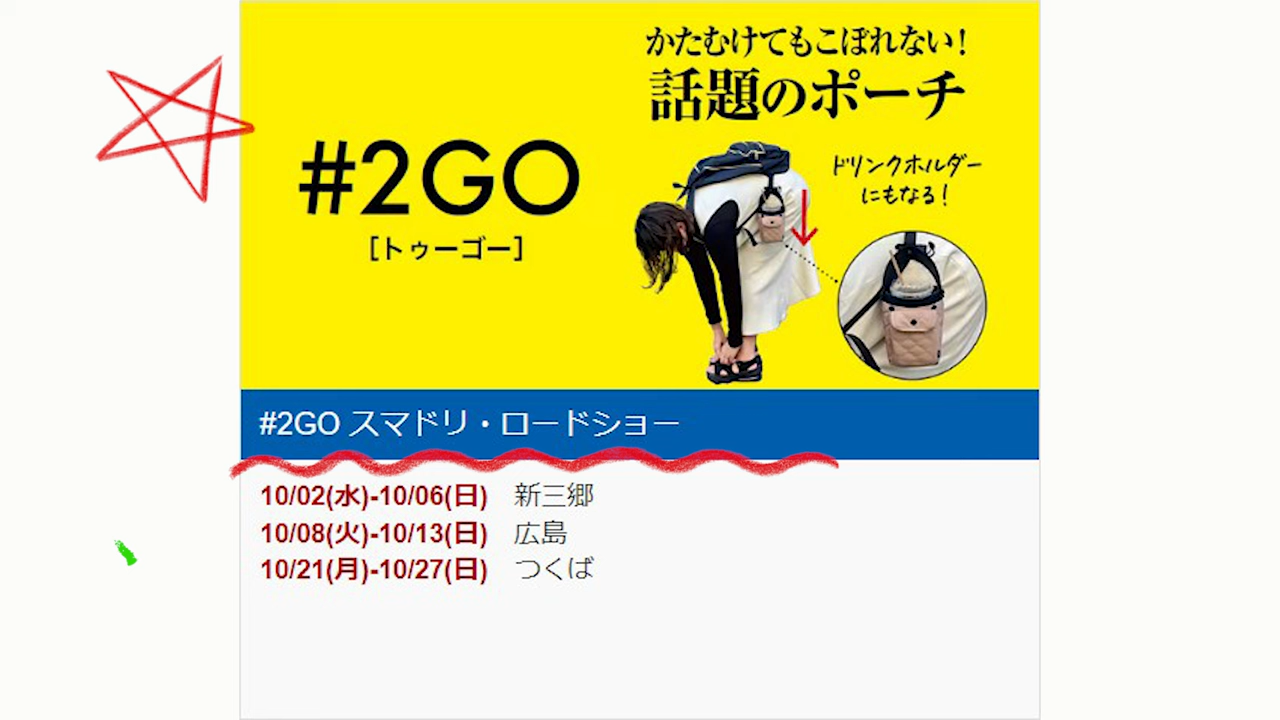 かたむけてもこぼれない!
話題のポーチ
#2GO
[トゥーゴー]
ドリンクホルダー
にもなる!
#2GO スマドリ・ロードショー
10/02(水)-10/06(日) 新三郷
10/08(火)-10/13(日) 広島
10/21(月)-10/27(日) つくば